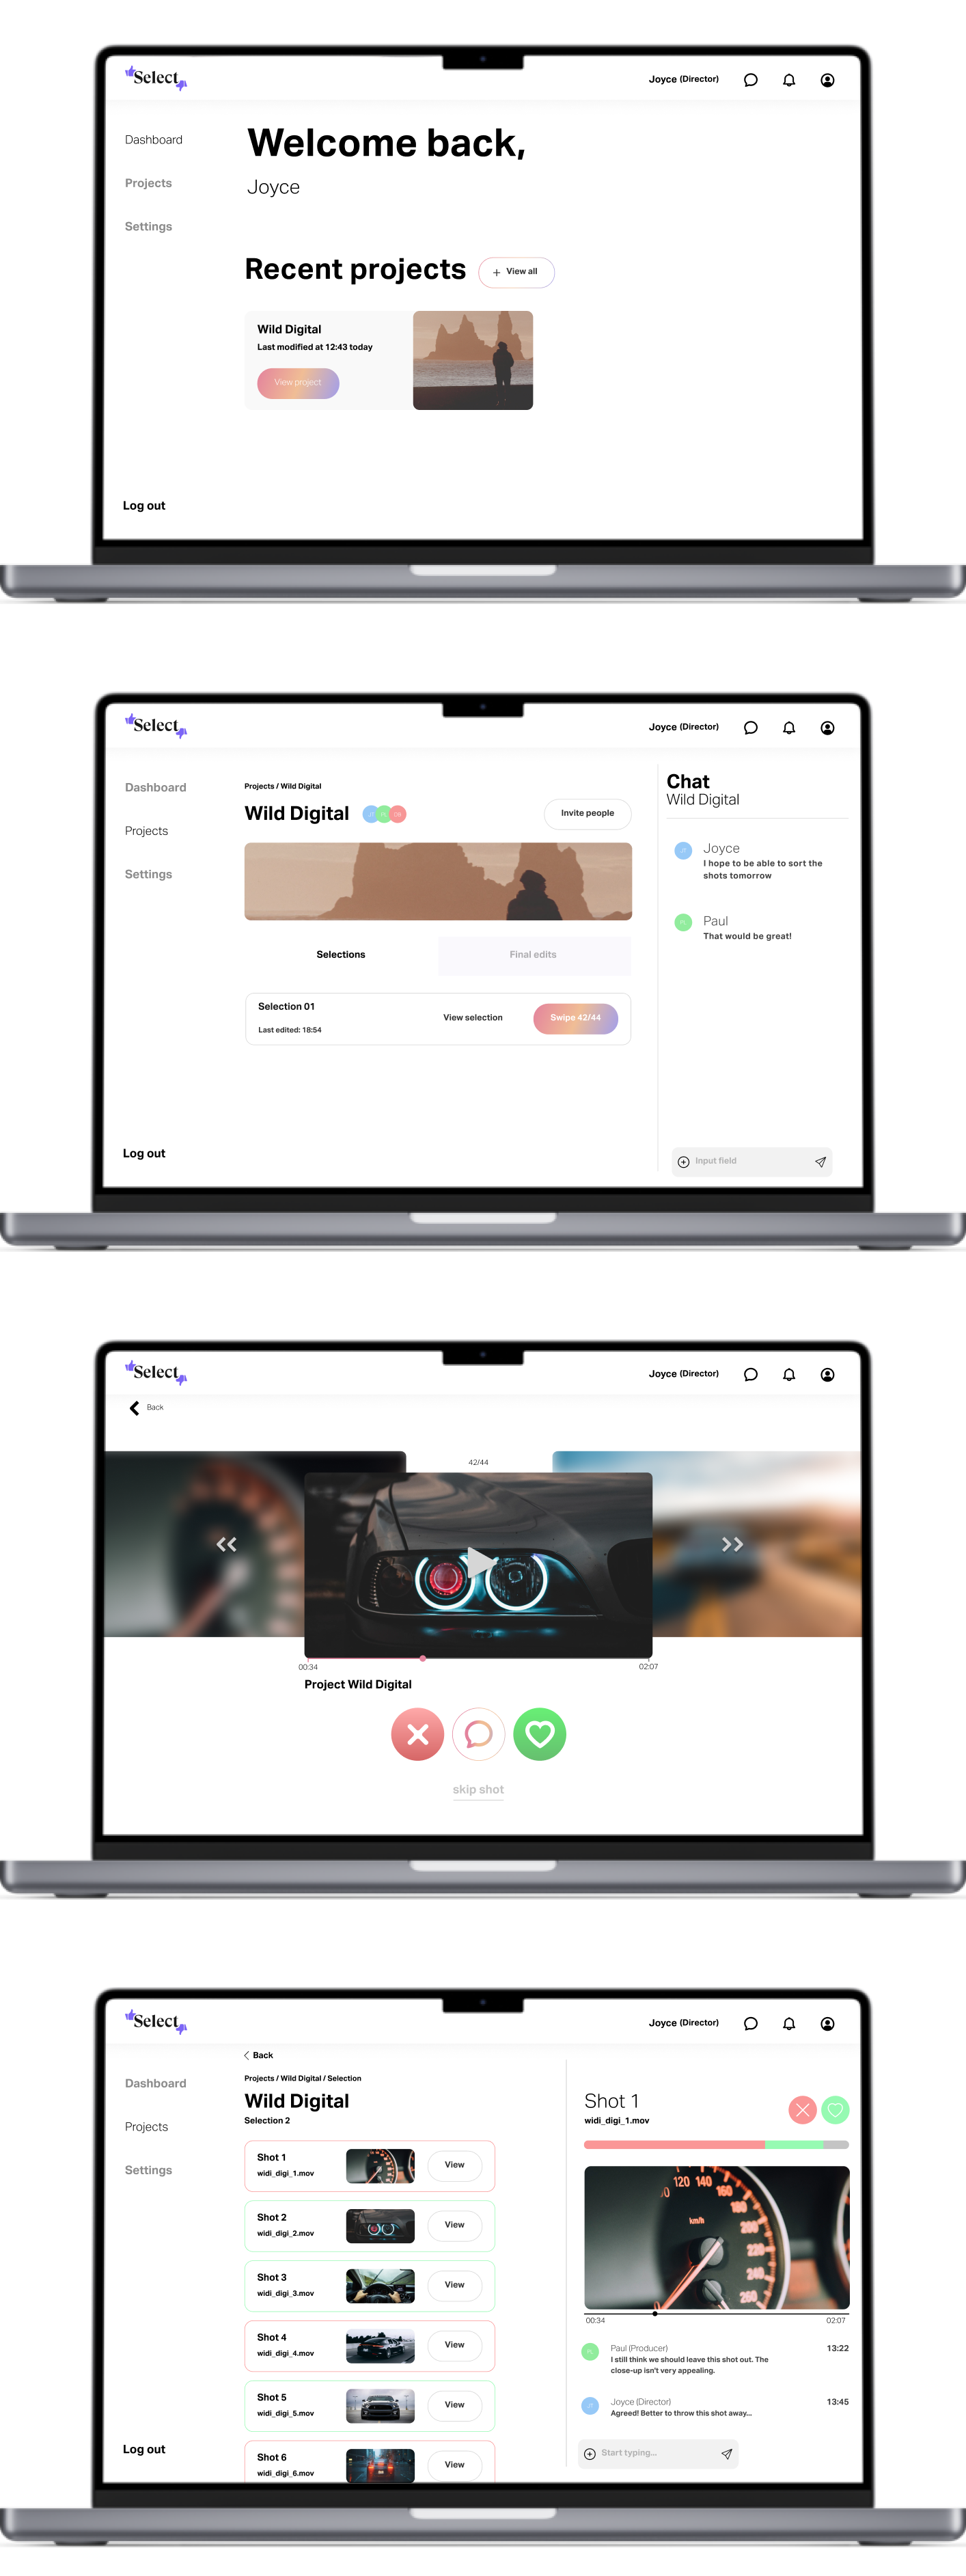 Select
Joyce (Director)
Dashboard
Projects
Settings
Log out
Welcome back,
Joyce
Recent projects
+ View all
Wild Digital
Last modified at 12:43 today
View project
Select
Joyce (Director)
Dashboard
Projects
Settings
Log out
Projects / Wild Digital
Wild Digital
Invite people
Selections
Final edits
Selection 01
Last edited: 18:54
View selection
Swipe 42/44
Chat
Wild Digital
Joyce
I hope to be able to sort the
shots tomorrow
Paul
That would be great!
Input field
Select
Joyce (Director)
Back
42/44
00:34
02:07
Project Wild Digital
skip shot
Select
Joyce (Director)
Dashboard
Projects
Settings
Log out
Back
Projects / Wild Digital / Selection
Wild Digital
Selection 2
Shot 1
widi_digi_1.mov
View
Shot 2
widi_digi_2.mov
View
Shot 3
widi_digi_3.mov
View
Shot 4
widi_digi_4.mov
View
Shot 5
widi_digi_5.mov
View
Shot 6
widi_digi_6.mov
View
Shot 1
widi_digi_1.mov
120 140
160
180
km/h
200
220
240
260
00:34
02:07
Paul (Producer)
13:22
I still think we should leave this shot out. The
close-up isn't very appealing.
Joyce (Director)
13:45
Agreed! Better to throw this shot away...
Start typing...